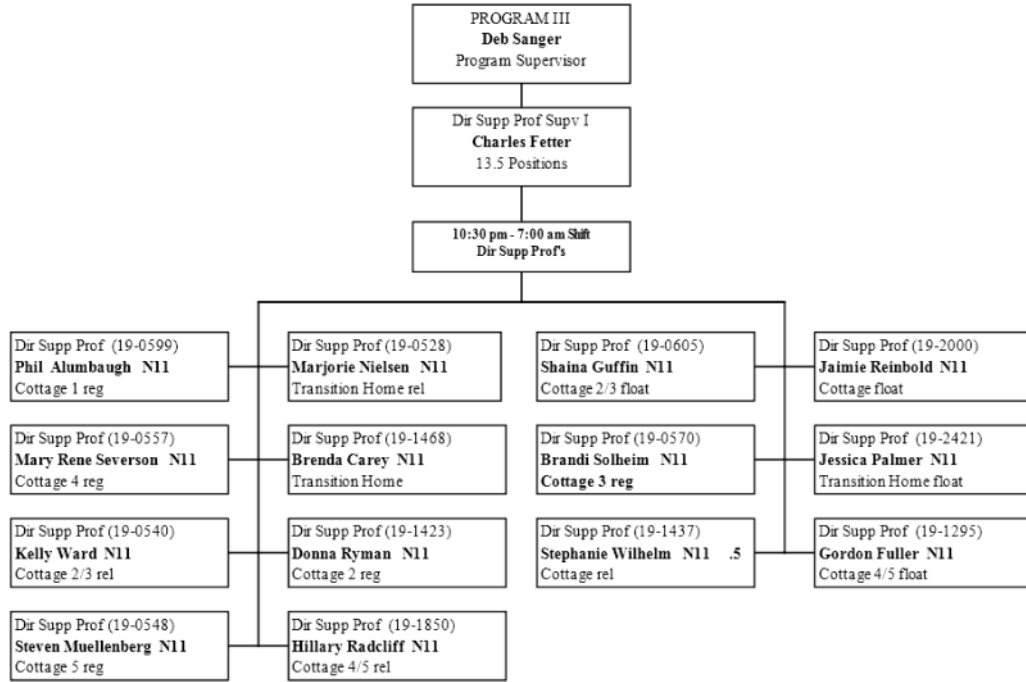 PROGRAM III
Deb Sanger
Program Supervisor
Dir Supp Prof Supv I
Charles Fetter
13.5 Positions
10:30 pm - 7:00 am Shift
Dir Supp Prof's
Dir Supp Prof (19-0599)
Phil Alumbaugh N11
Cottage 1 reg
Dir Supp Prof (19-0528)
Marjorie Nielsen N11
Transition Home rel
Dir Supp Prof (19-0605)
Shaina Guffin N11
Cottage 2/3 float
Dir Supp Prof (19-2000)
Jaimie Reinbold N11
Cottage float
Dir Supp Prof (19-0557)
Mary Rene Severson N11
Cottage 4 reg
Dir Supp Prof (19-1468)
Brenda Carey N11
Transition Home
Dir Supp Prof (19-0570)
Brandi Solheim N11
Cottage 3 reg
Dir Supp Prof (19-2421)
Jessica Palmer N11
Transition Home float
Dir Supp Prof (19-0540)
Kelly Ward N11
Cottage 2/3 rel
Dir Supp Prof (19-1423)
Donna Ryman N11
Cottage 2 reg
Dir Supp Prof (19-1437)
Stephanie Wilhelm N11 .5
Cottage rel
Dir Supp Prof (19-1295)
Gordon Fuller N11
Cottage 4/5 float
Dir Supp Prof (19-0548)
Steven Muellenberg N11
Cottage 5 reg
Dir Supp Prof (19-1850)
Hillary Radcliff N11
Cottage 4/5 rel